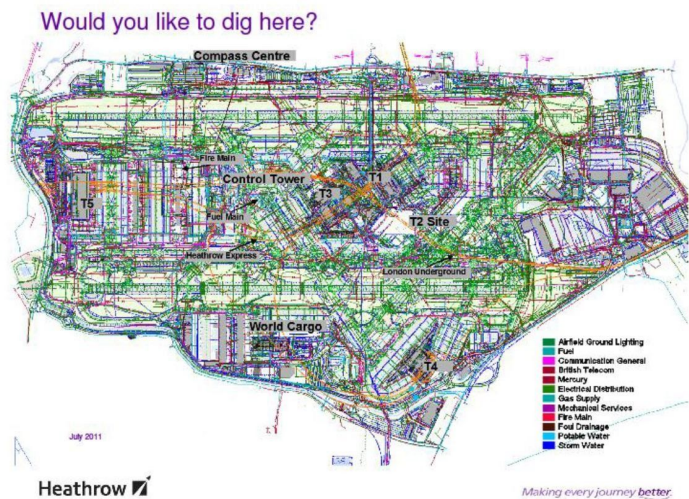 Would you like to dig here?
Compass Centre
Fire Main
Control Tower
T1
T3
T5
Fuel Main
T2 Site
Heathrow Express
London Underground
World Cargo
T4
Airfield Ground Lighting
Fuel
Communication General
British Telecom
Mercury
Electrical Distribution
Gas Supply
Mechanical Services
Fire Main
Foul Drainage
Potable Water
Storm Water
July 2011
Heathrow
Making every journey better.